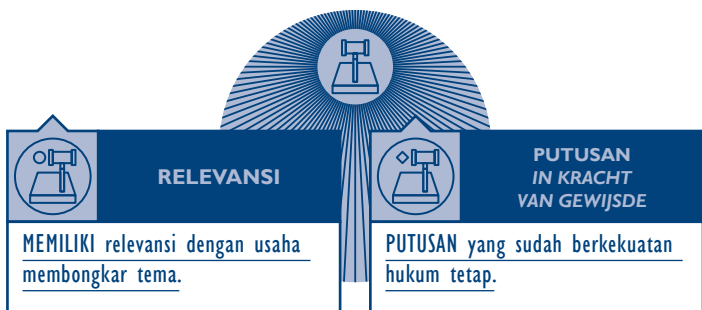 RELEVANSI
MEMILIKI relevansi dengan usaha
membongkar tema.
PUTUSAN
IN KRACHT
VAN GEWIJSDE
PUTUSAN yang sudah berkekuatan
hukum tetap.